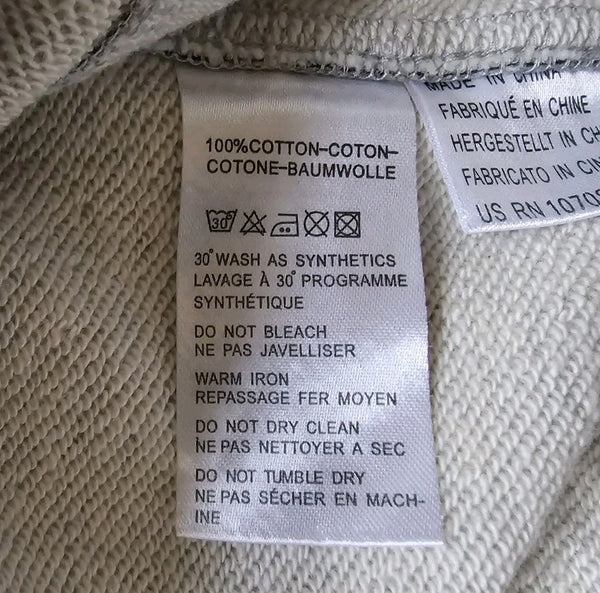 100%COTTON-COTON-
COTONE-BAUMWOLLE
30
30° WASH AS SYNTHETICS
LAVAGE À 30° PROGRAMME
SYNTHÉTIQUE
DO NOT BLEACH
NE PAS JAVELLISER
WARM IRON
REPASSAGE FER MOYEN
DO NOT DRY CLEAN
NE PAS NETTOYER A SEC
DO NOT TUMBLE DRY
NE PAS SÉCHER EN MACH-
INE
MADE IN CHINA
FABRIQUÉ EN CHINE
HERGESTELLT IN
FABRICATO IN
US RN